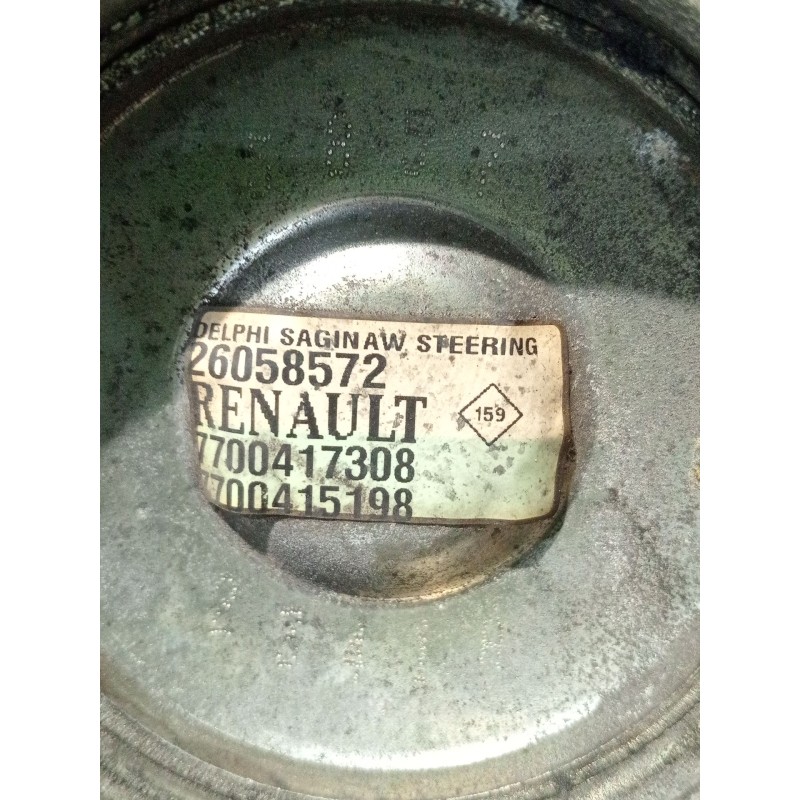 DELPHI SAGINAW STEERING
26058572
RENAULT
159
7700417308
7700415198